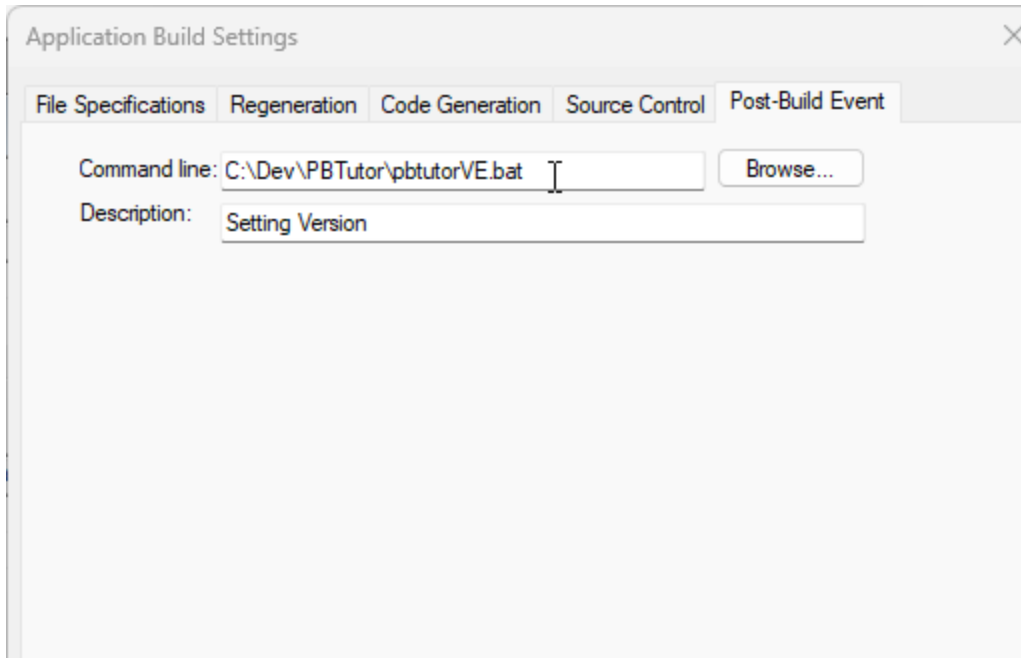 Application Build Settings
File Specifications Regeneration Code Generation Source Control Post-Build Event
Command line: C:\Dev\PBTutor\pbtutorVE.bat Browse...
Description: Setting Version